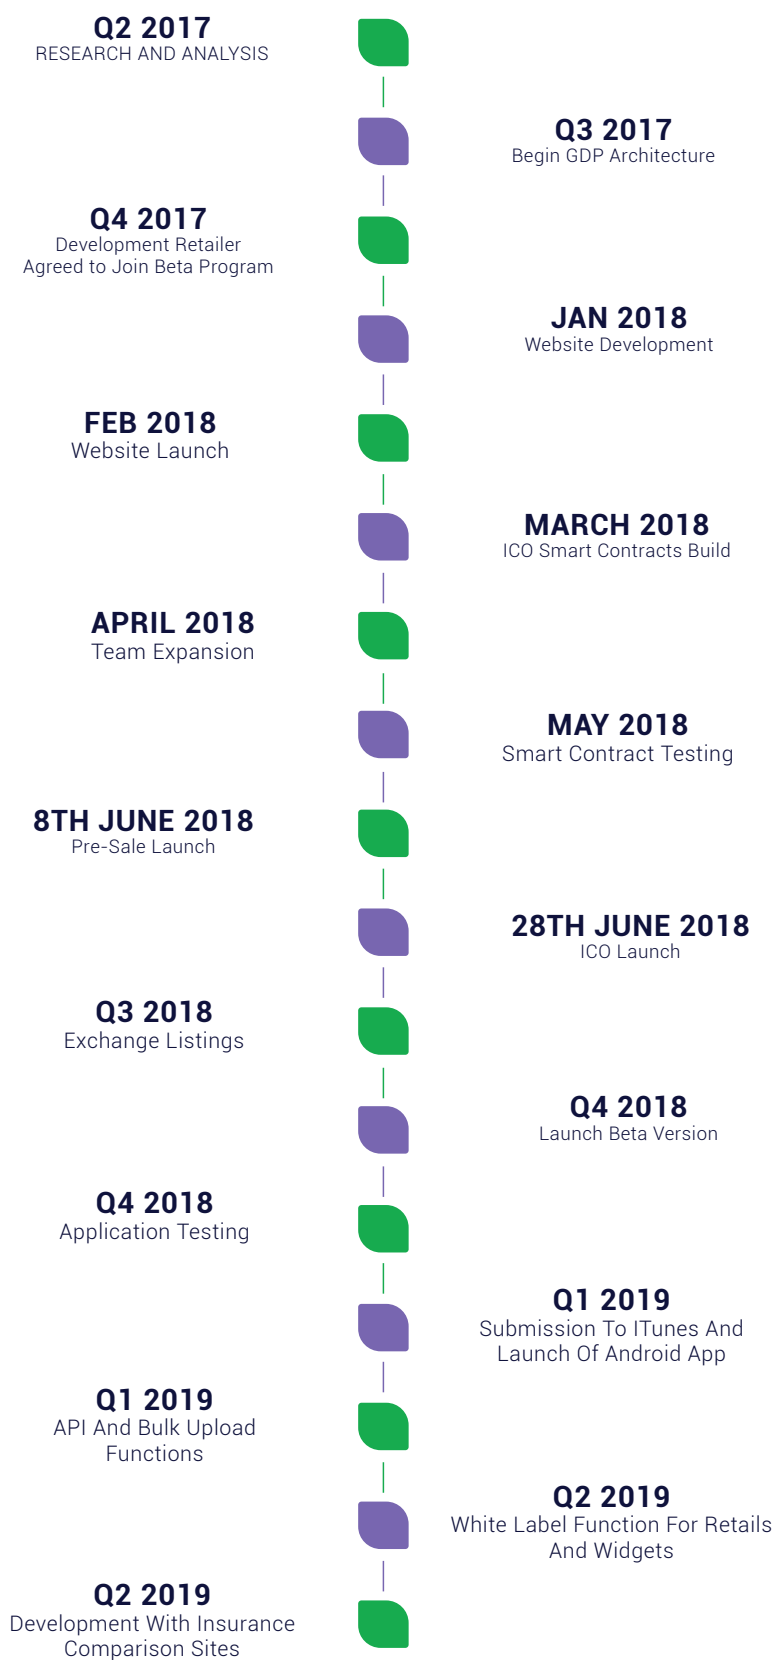 Q2 2017
RESEARCH AND ANALYSIS
Q3 2017
Begin GDP Architecture
Q4 2017
Development Retailer
Agreed to Join Beta Program
JAN 2018
Website Development
FEB 2018
Website Launch
MARCH 2018
ICO Smart Contracts Build
APRIL 2018
Team Expansion
MAY 2018
Smart Contract Testing
8TH JUNE 2018
Pre-Sale Launch
28TH JUNE 2018
ICO Launch
Q3 2018
Exchange Listings
Q4 2018
Launch Beta Version
Q4 2018
Application Testing
Q1 2019
Submission To ITunes And
Launch Of Android App
Q1 2019
API And Bulk Upload
Functions
Q2 2019
White Label Function For Retails
And Widgets
Q2 2019
Development With Insurance
Comparison Sites